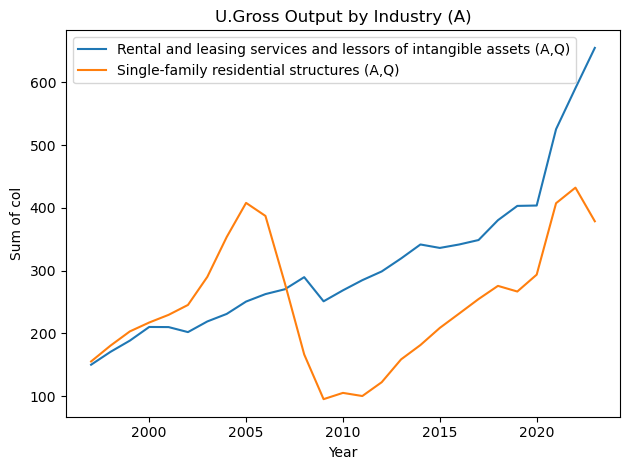 U.Gross Output by Industry (A)
Rental and leasing services and lessors of intangible assets (A,Q)
Single-family residential structures (A,Q)
Sum of col
600
500
400
300
200
100
2000 2005 2010 2015 2020
Year